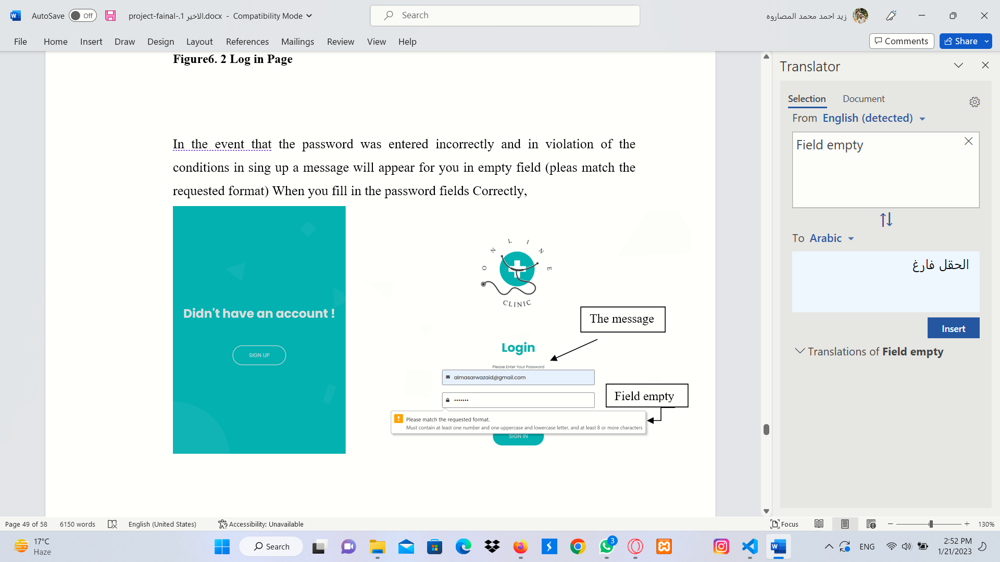 AutoSave Off project-fainal-.1 الاخير.docx - Compatibility Mode Search زيد احمد محمد المصاروه
File Home Insert Draw Design Layout References Mailings Review View Help Comments Share
Figure6. 2 Log in Page
In the event that the password was entered incorrectly and in violation of the
conditions in sing up a message will appear for you in empty field (pleas match the
requested format) When you fill in the password fields Correctly,
Didn't have an account !
SIGN UP
ONLINE
CLINIC
The message
Login
Please Enter Your Password
almasarwazaid@gmail.com
Field empty
Please match the requested format.
Must contain at least one number and one uppercase and lowercase letter, and at least 8 or more characters
SIGN IN
Translator
Selection Document
From English (detected)
Field empty
To Arabic
الحقل فارغ
Insert
Translations of Field empty
Page 49 of 58 6150 words English (United States) Accessibility: Unavailable Focus 130%
17°C
Haze
Search
3
ENG
2:52 PM
1/21/2023